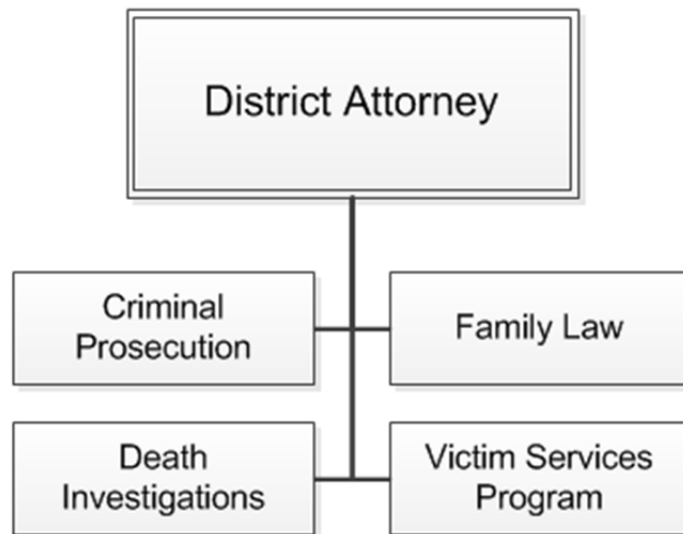 District Attorney
Criminal
Prosecution
Family Law
Death
Investigations
Victim Services
Program